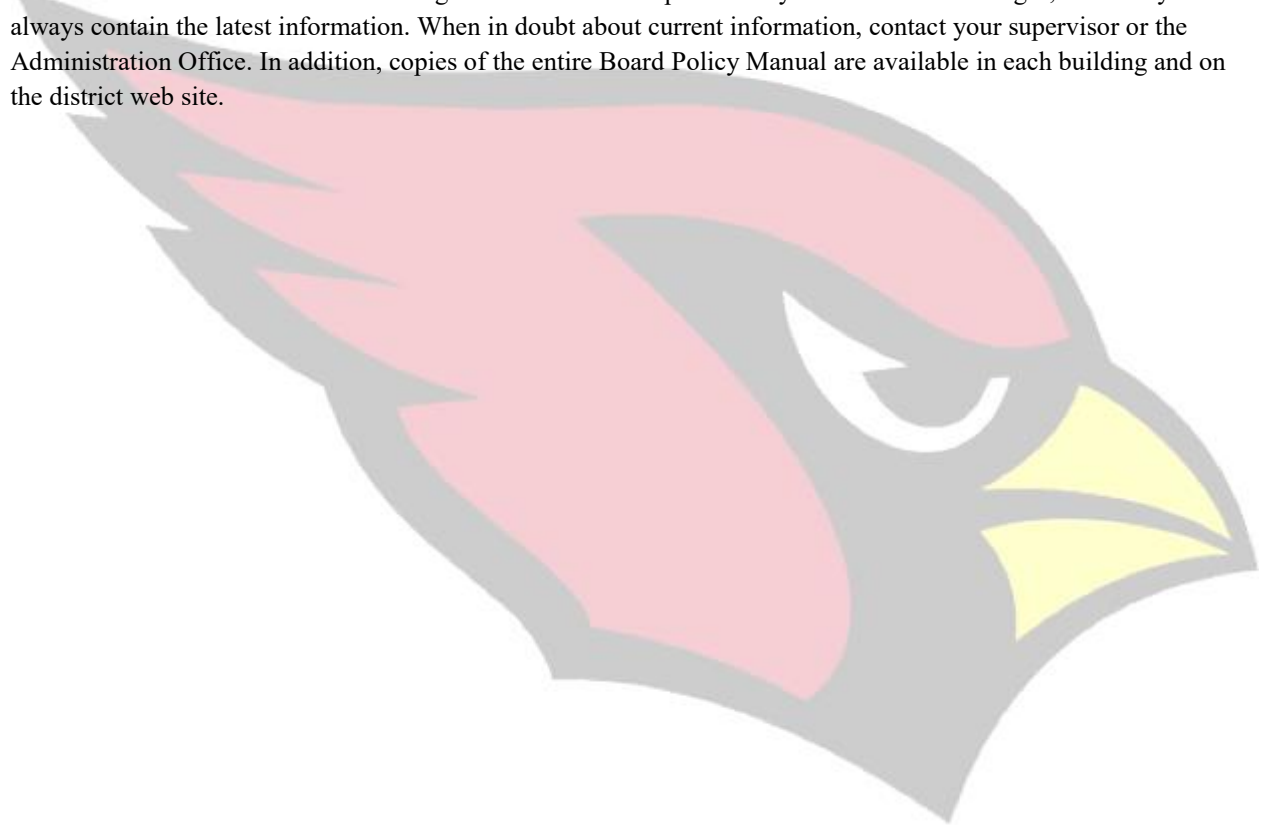 always contain the latest information. When in doubt about current information, contact your supervisor or the
Administration Office. In addition, copies of the entire Board Policy Manual are available in each building and on
the district web site.